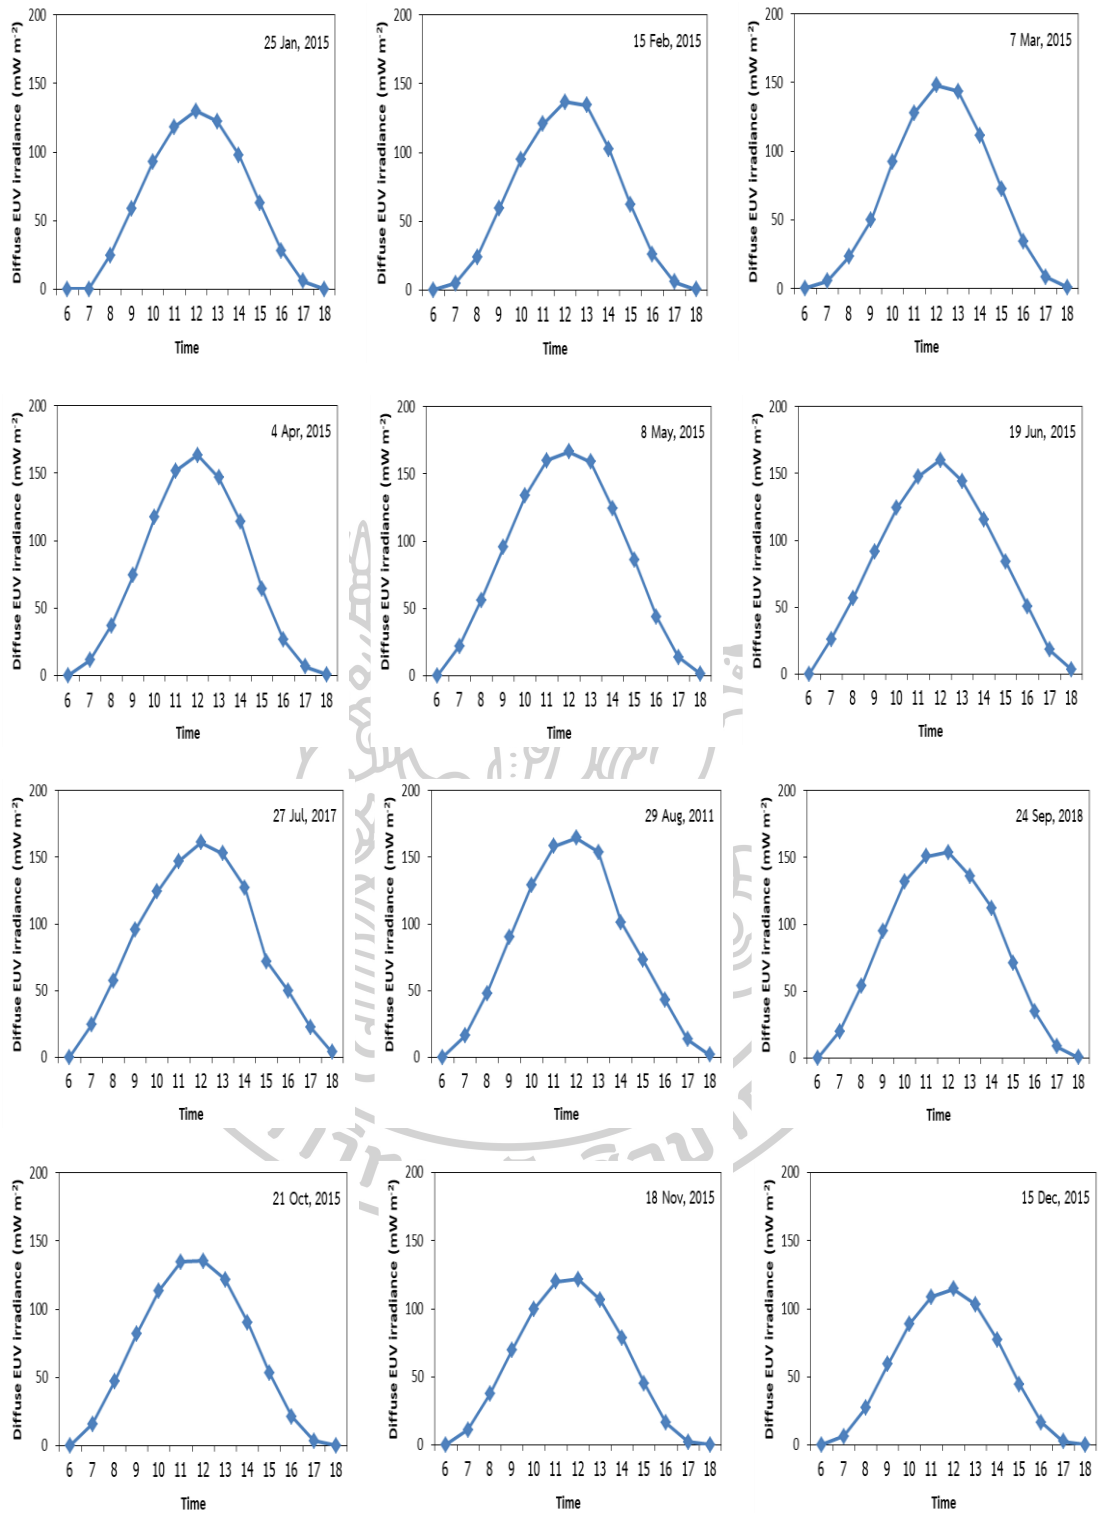 Diffuse EUV irradiance (mW m⁻²)
25 Jan, 2015
200
150
100
50
0
6 7 8 9 10 11 12 13 14 15 16 17 18
Time
Diffuse EUV irradiance (mW m⁻²)
15 Feb, 2015
200
150
100
50
0
6 7 8 9 10 11 12 13 14 15 16 17 18
Time
Diffuse EUV irradiance (mW m⁻²)
7 Mar, 2015
200
150
100
50
0
6 7 8 9 10 11 12 13 14 15 16 17 18
Time
Diffuse EUV irradiance (mW m⁻²)
4 Apr, 2015
200
150
100
50
0
6 7 8 9 10 11 12 13 14 15 16 17 18
Time
Diffuse EUV irradiance (mW m⁻²)
8 May, 2015
200
150
100
50
0
6 7 8 9 10 11 12 13 14 15 16 17 18
Time
Diffuse EUV irradiance (mW m⁻²)
19 Jun, 2015
200
150
100
50
0
6 7 8 9 10 11 12 13 14 15 16 17 18
Time
Diffuse EUV irradiance (mW m⁻²)
27 Jul, 2017
200
150
100
50
0
6 7 8 9 10 11 12 13 14 15 16 17 18
Time
Diffuse EUV irradiance (mW m⁻²)
29 Aug, 2011
200
150
100
50
0
6 7 8 9 10 11 12 13 14 15 16 17 18
Time
Diffuse EUV irradiance (mW m⁻²)
24 Sep, 2018
200
150
100
50
0
6 7 8 9 10 11 12 13 14 15 16 17 18
Time
Diffuse EUV irradiance (mW m⁻²)
21 Oct, 2015
200
150
100
50
0
6 7 8 9 10 11 12 13 14 15 16 17 18
Time
Diffuse EUV irradiance (mW m⁻²)
18 Nov, 2015
200
150
100
50
0
6 7 8 9 10 11 12 13 14 15 16 17 18
Time
Diffuse EUV irradiance (mW m⁻²)
15 Dec, 2015
200
150
100
50
0
6 7 8 9 10 11 12 13 14 15 16 17 18
Time